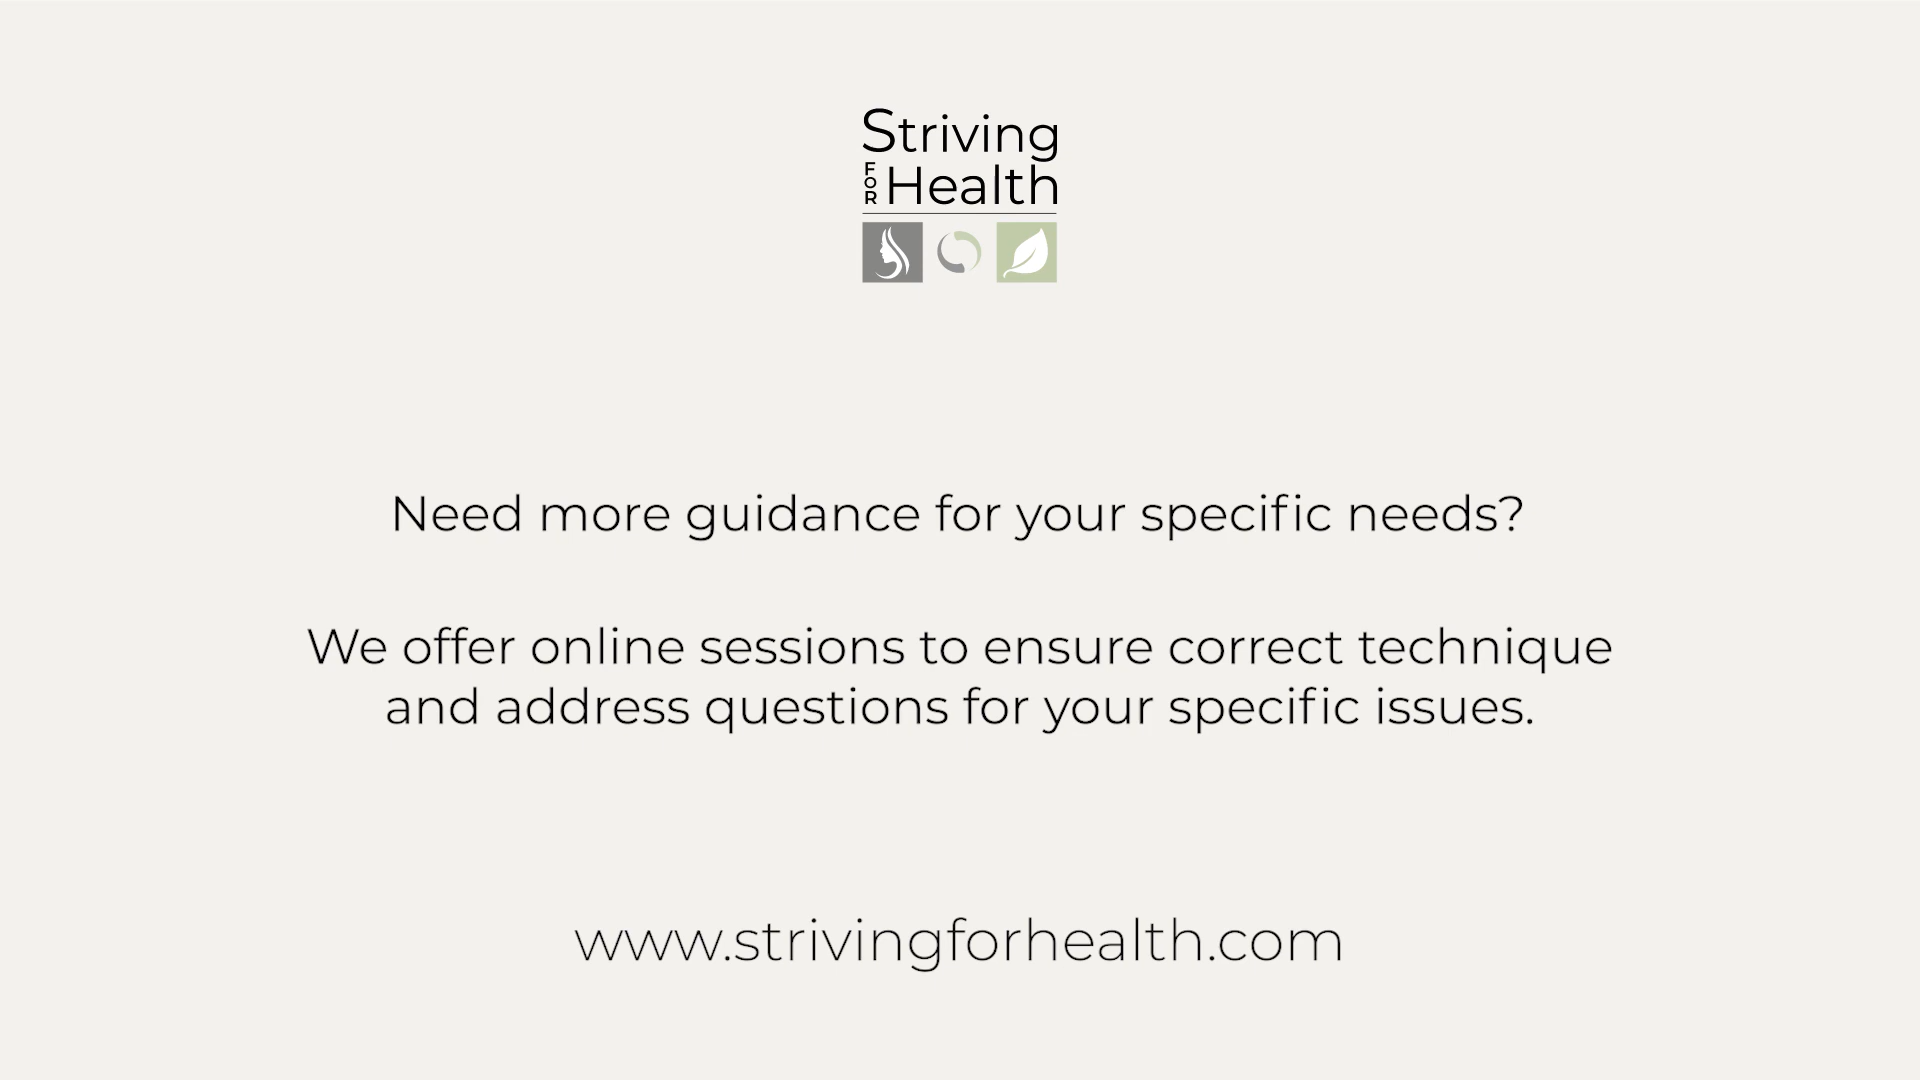 Striving
FOR Health
Need more guidance for your specific needs?
We offer online sessions to ensure correct technique
and address questions for your specific issues.
www.strivingforhealth.com